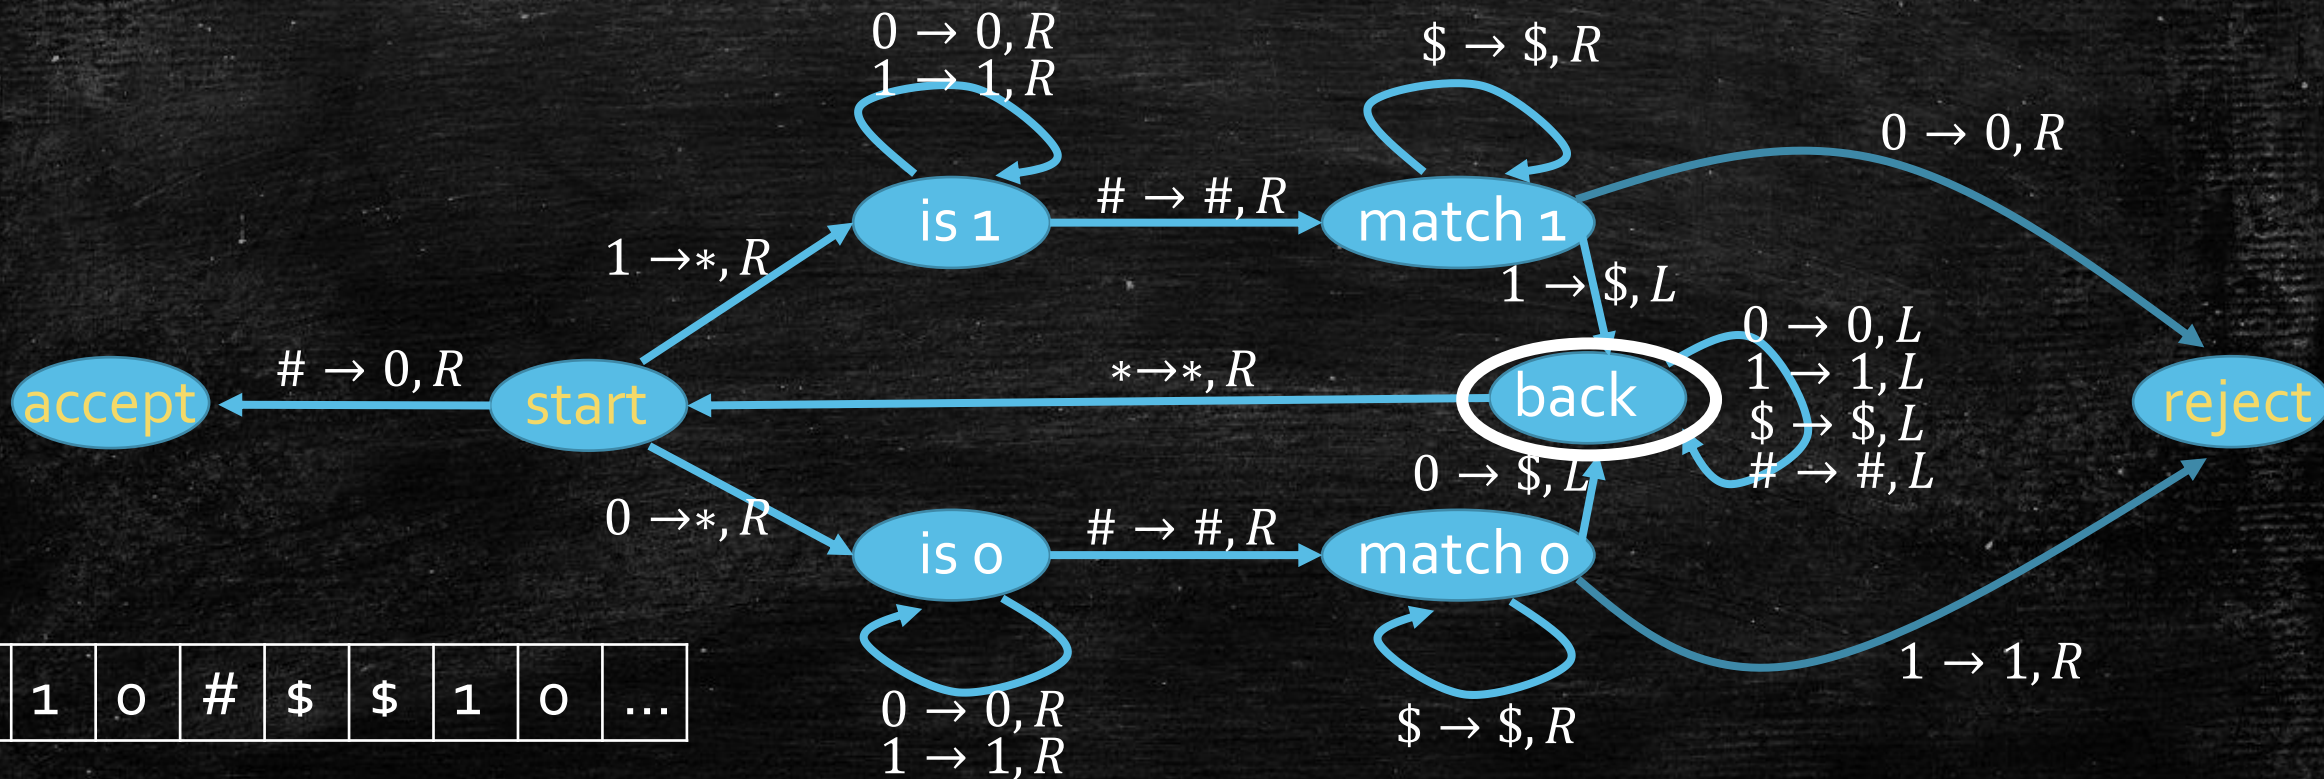 0 → 0, R
1 → 1, R
$ → $, R
0 → 0, R
is 1
# → #, R
match 1
1 →∗, R
1 → $, L
0 → 0, L
1 → 1, L
$ → $, L
# → #, L
accept
# → 0, R
start
∗→∗, R
back
reject
0 → $, L
0 →∗, R
is 0
# → #, R
match 0
1 → 1, R
0 → 0, R
1 → 1, R
$ → $, R
1 0 # $ $ 1 0 ...